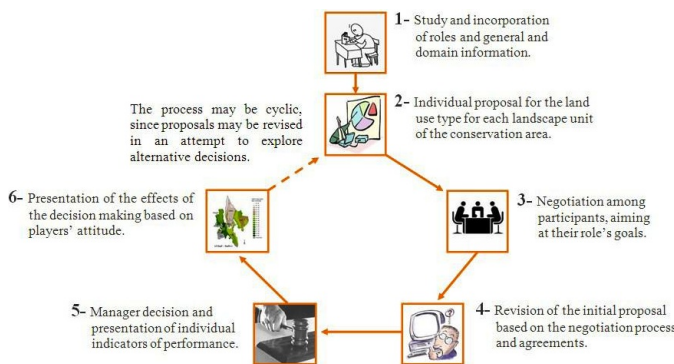 1- Study and incorporation
of roles and general and
domain information.
The process may be cyclic,
since proposals may be revised
in an attempt to explore
alternative decisions.
2- Individual proposal for the land
use type for each landscape unit
of the conservation area.
6- Presentation of the effects of
the decision making based on
players' attitude.
3- Negotiation among
participants, aiming
at their role's goals.
5- Manager decision and
presentation of individual
indicators of performance.
4- Revision of the initial proposal
based on the negotiation process
and agreements.